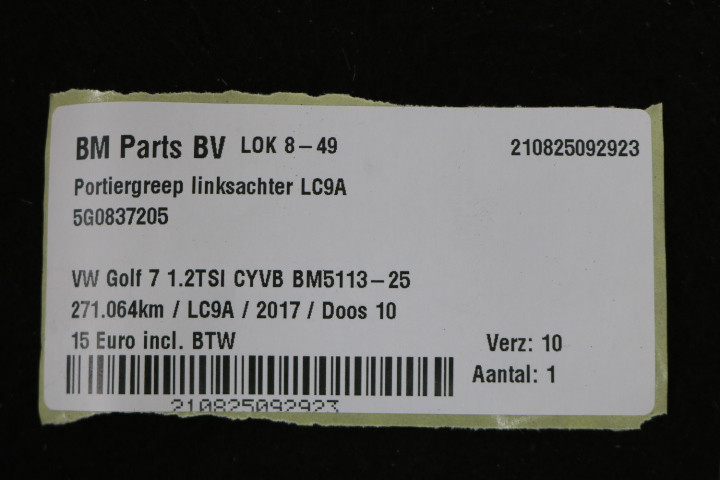 BM Parts BV LOK 8-49 210825092923
Portiergreep linksachter LC9A
5G0837205
VW Golf 7 1.2TSI CYVB BM5113-25
271.064km / LC9A / 2017 / Doos 10
15 Euro incl. BTW Verz: 10
Aantal: 1
210825092923